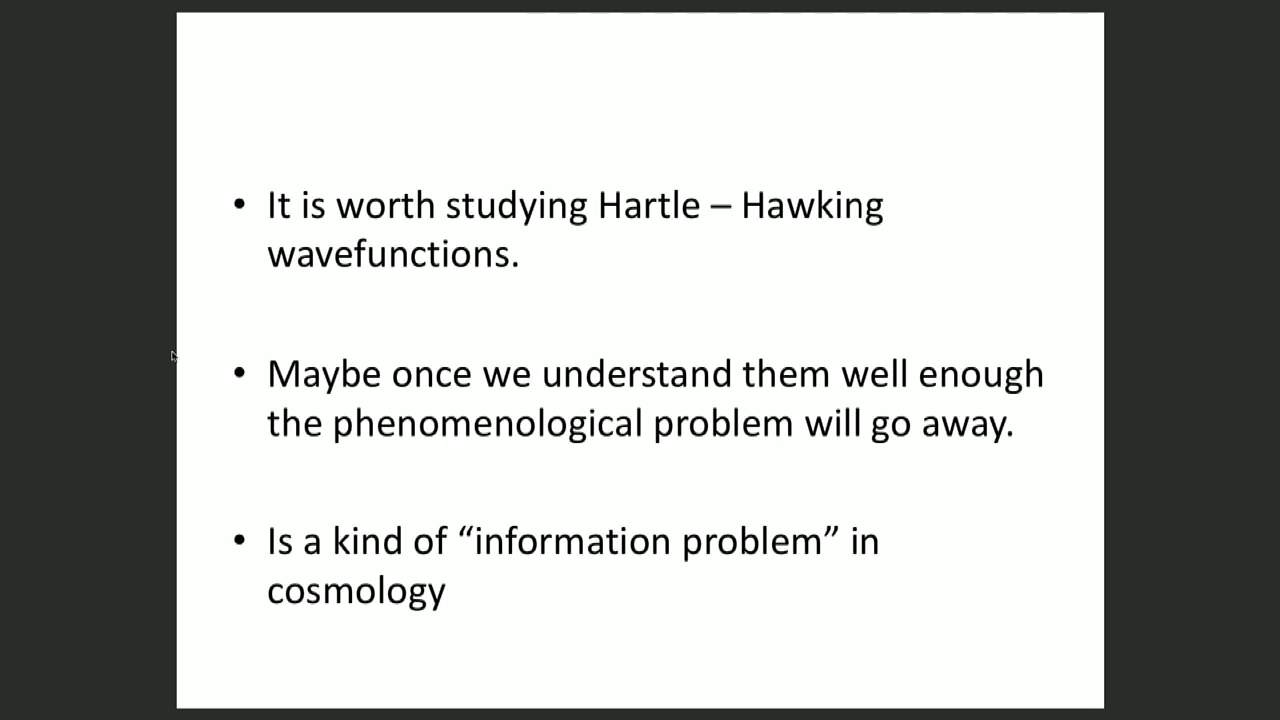 • It is worth studying Hartle – Hawking
wavefunctions.
• Maybe once we understand them well enough
the phenomenological problem will go away.
• Is a kind of “information problem” in
cosmology